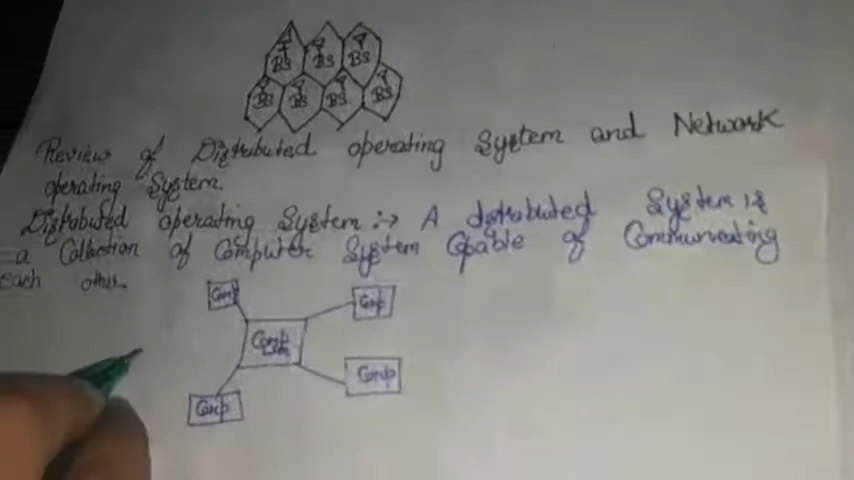 BS BS BS
BS BS BS BS
Review of Distributed operating System and Network
operating System.
Distributed operating System :-> A distributed System is
a Collection of Computer System Capable of Communicating
each other.
Comp Comp
Comp
Comp
Comp